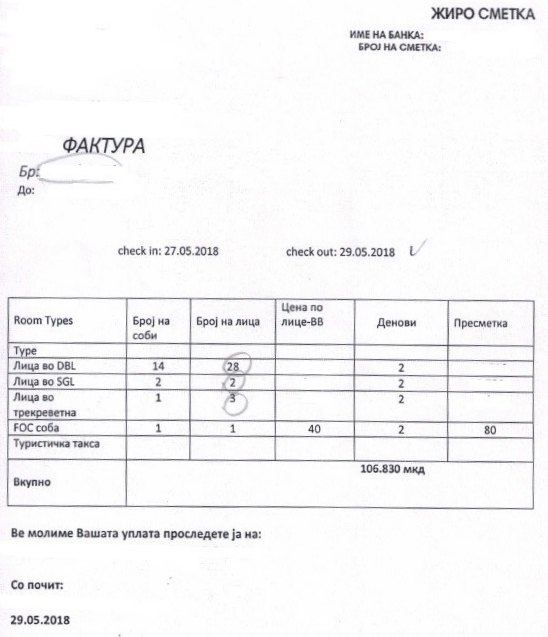 ЖИРО СМЕТКА
ИМЕ НА БАНКА:
БРОЈ НА СМЕТКА:
ФАКТУРА
Бр:
До:
check in: 27.05.2018 check out: 29.05.2018
Room Types Број на соби Број на лица Цена по лице-ВВ Денови Пресметка
Type
Лица во DBL 14 28 2
Лица во SGL 2 2 2
Лица во трекреветна 1 3 2
FOC соба 1 1 40 2 80
Туристичка такса
Вкупно 106.830 мкд
Ве молиме Вашата уплата проследете ја на:
Со почит:
29.05.2018